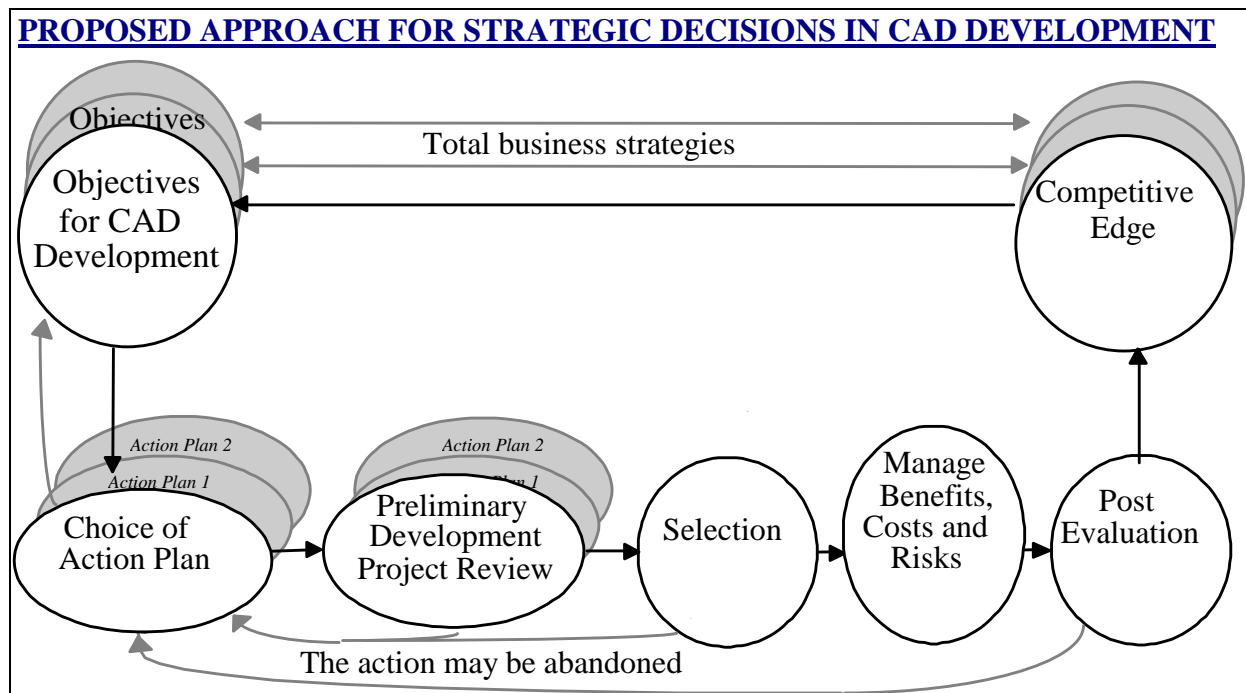 PROPOSED APPROACH FOR STRATEGIC DECISIONS IN CAD DEVELOPMENT
Objectives
Total business strategies
Objectives
for CAD
Development
Competitive
Edge
Action Plan 2
Action Plan 1
Choice of
Action Plan
Action Plan 2
Plan 1
Preliminary
Development
Project Review
Selection
Manage
Benefits,
Costs and
Risks
Post
Evaluation
The action may be abandoned